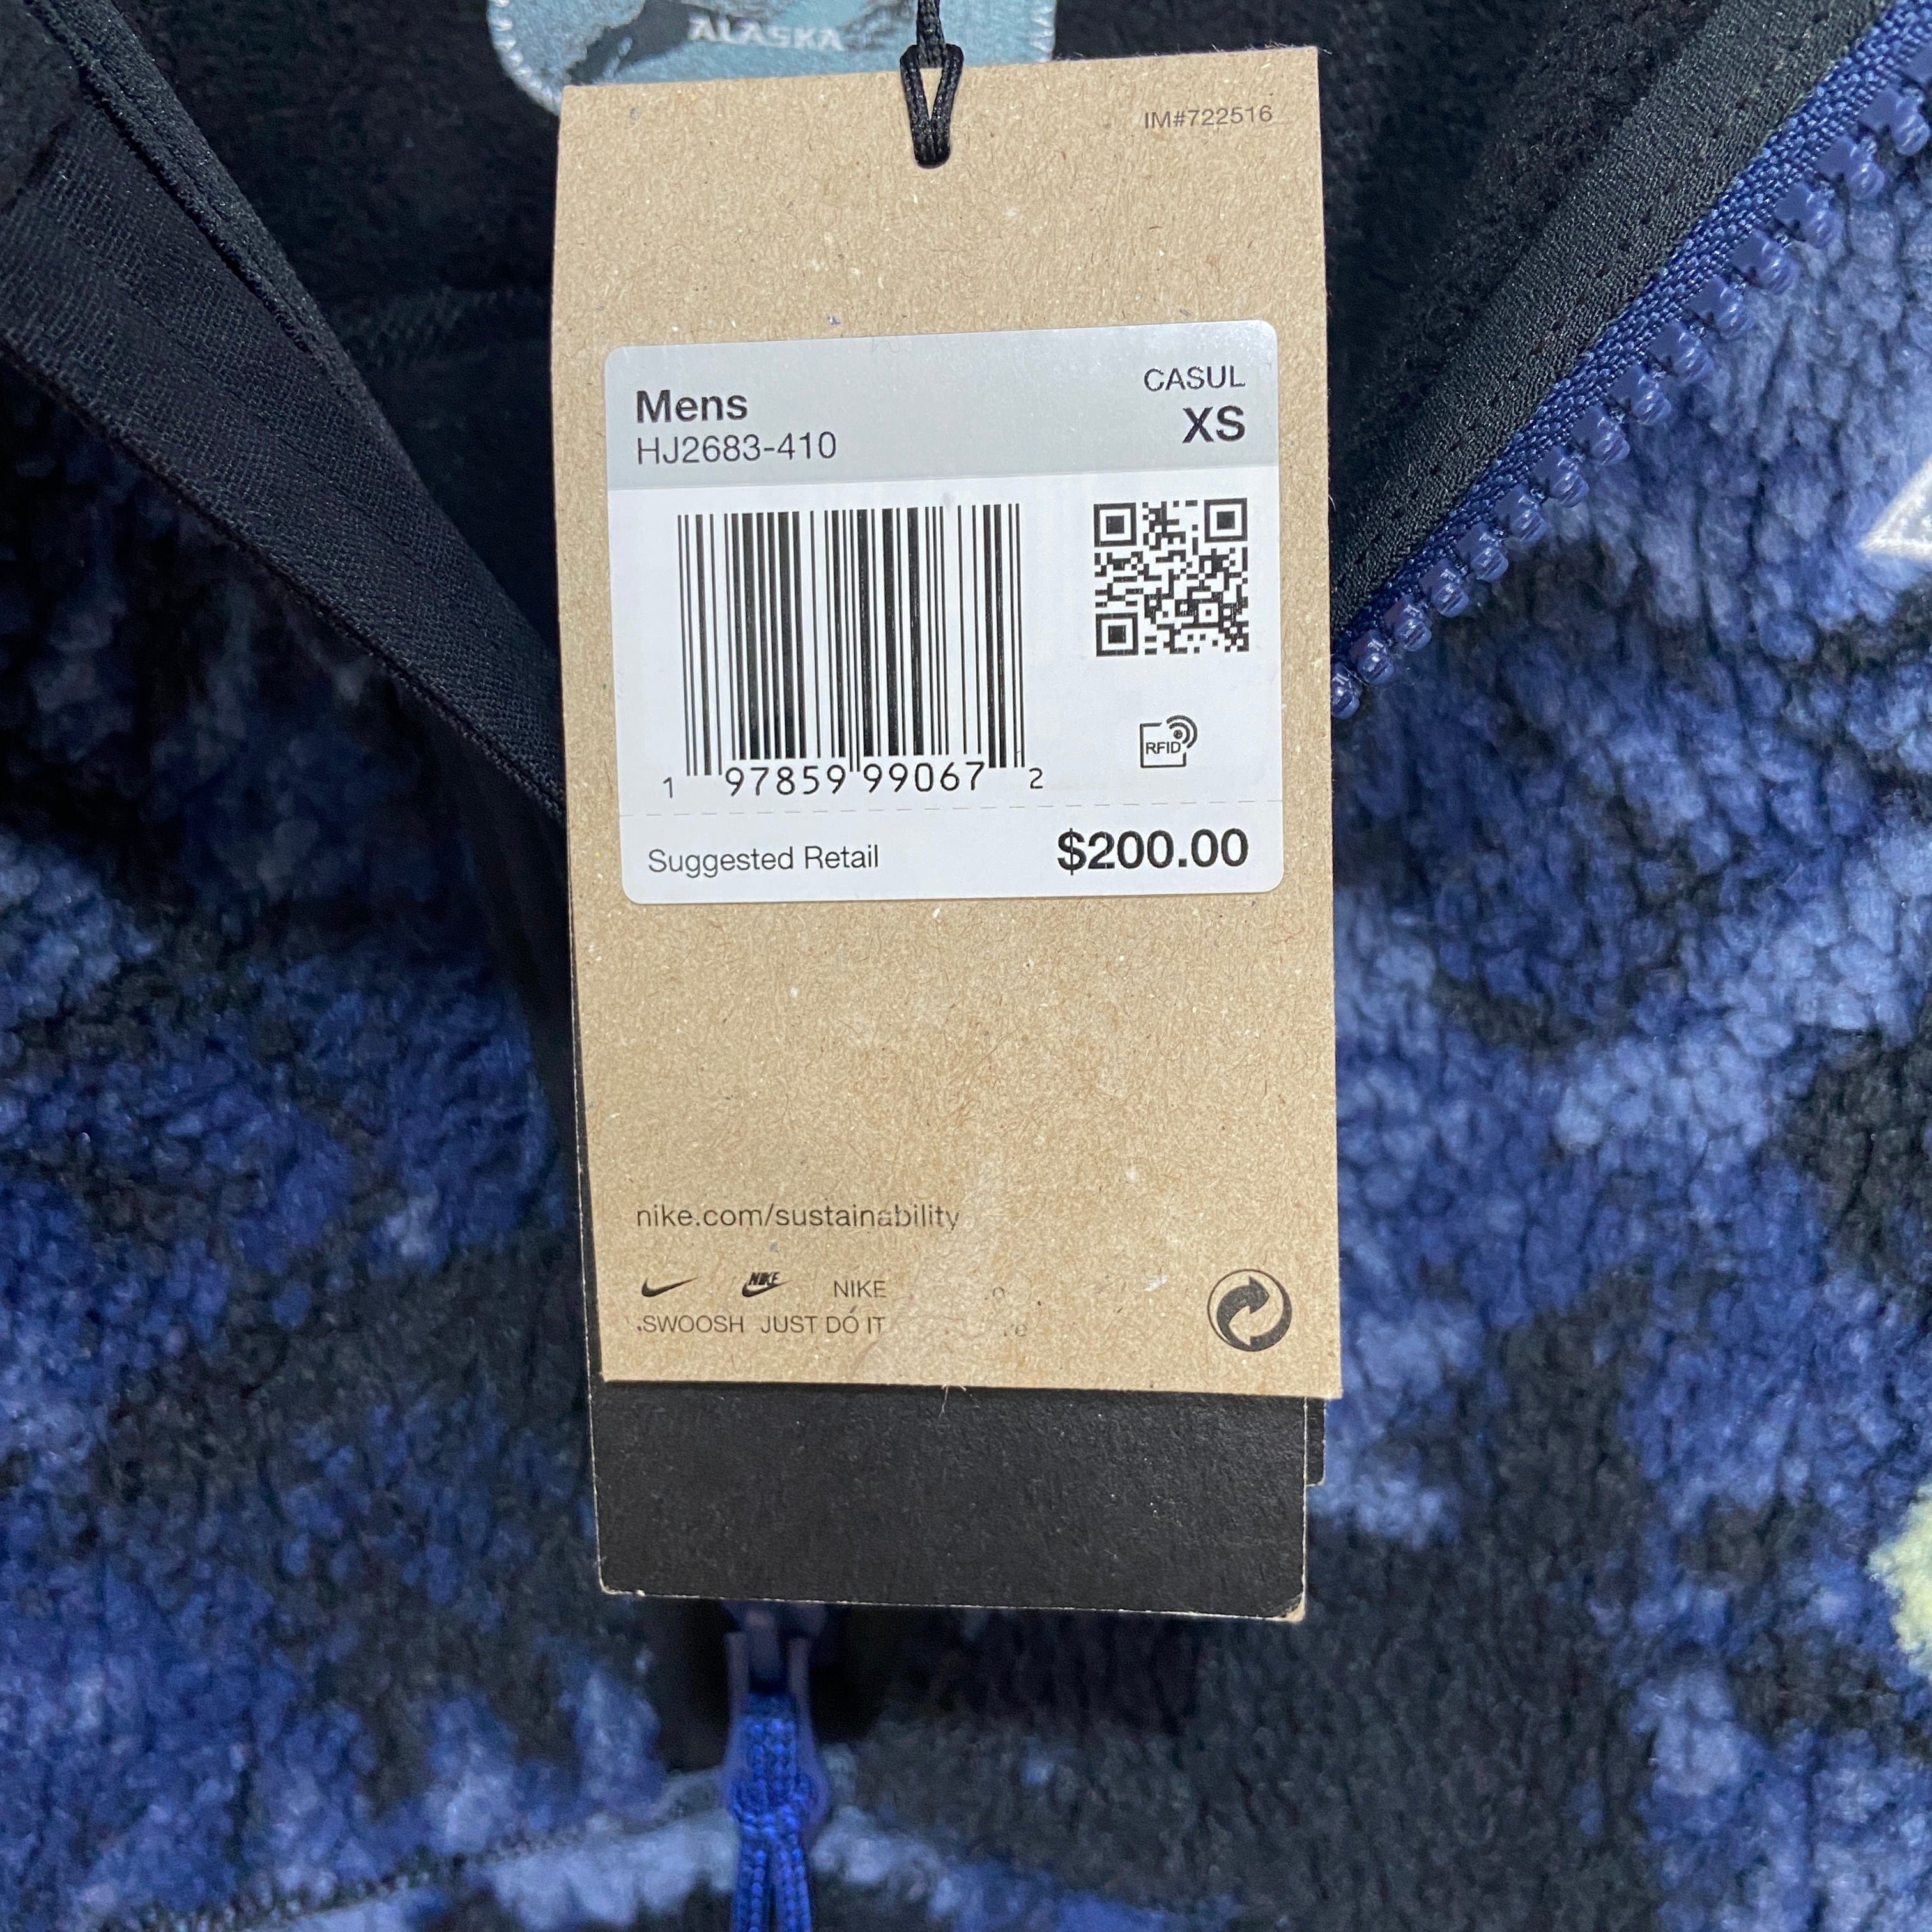 ALASKA
IM#722516
Mens
HJ2683-410
CASUL
XS
RFID
1 97859 99067 2
Suggested Retail $200.00
nike.com/sustainability
NIKE NIKE
SWOOSH JUST DO IT